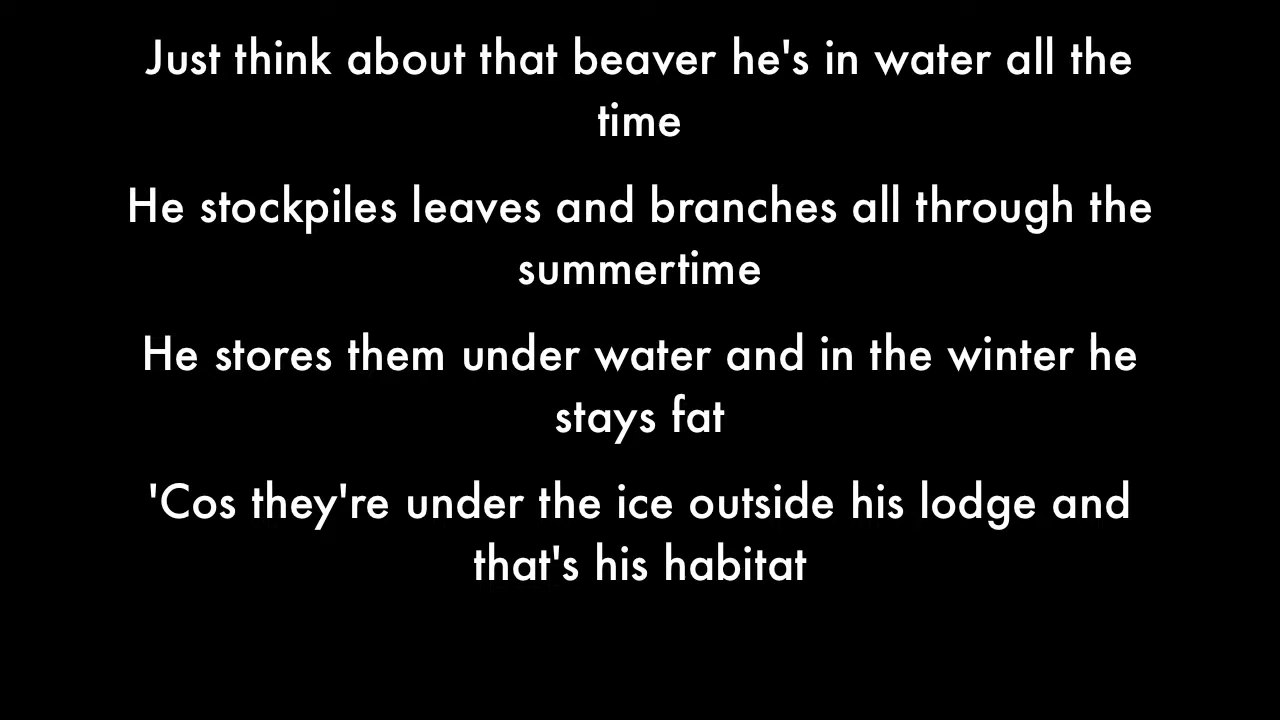 Just think about that beaver he's in water all the
time
He stockpiles leaves and branches all through the
summertime
He stores them under water and in the winter he
stays fat
'Cos they're under the ice outside his lodge and
that's his habitat